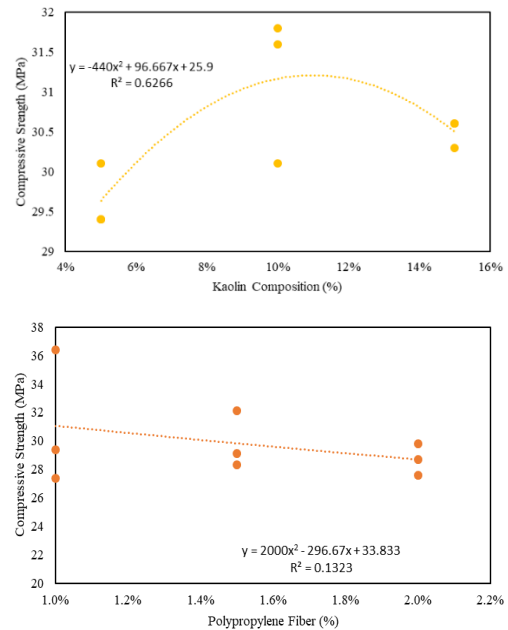 32
31.5
31
30.5
30
29.5
29
Compressive Srength (MPa)
y = -440x² + 96.667x + 25.9
R² = 0.6266
4% 6% 8% 10% 12% 14% 16%
Kaolin Composition (%)
38
36
34
32
30
28
26
24
22
20
Compressive Strength (MPa)
y = 2000x² - 296.67x + 33.833
R² = 0.1323
1.0% 1.2% 1.4% 1.6% 1.8% 2.0% 2.2%
Polypropylene Fiber (%)